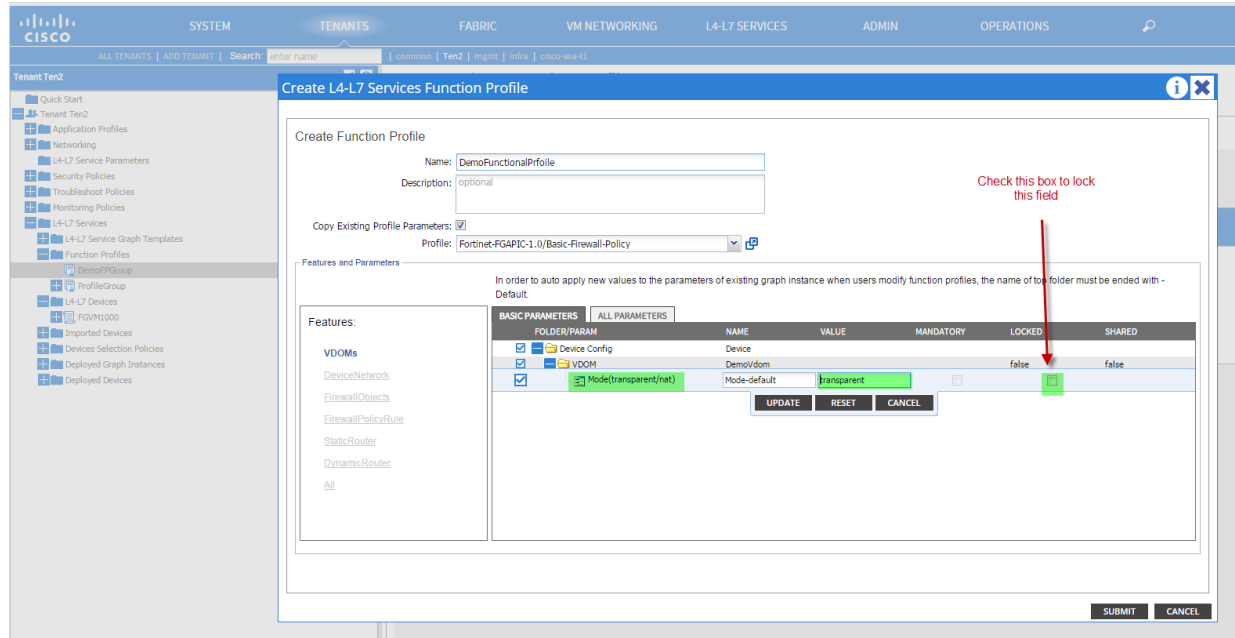 CISCO
SYSTEM TENANTS FABRIC VM NETWORKING L4-L7 SERVICES ADMIN OPERATIONS
ALL TENANTS | ADD TENANT | Search: enter name | common | Ten2 | mgmt | infra | cisco-asa-t1
Tenant Ten2
Quick Start
Tenant Ten2
Application Profiles
Networking
L4-L7 Service Parameters
Security Policies
Troubleshoot Policies
Monitoring Policies
L4-L7 Services
L4-L7 Service Graph Templates
Function Profiles
DemoFPGroup
ProfileGroup
L4-L7 Devices
FGVM1000
Imported Devices
Devices Selection Policies
Deployed Graph Instances
Deployed Devices
Create L4-L7 Services Function Profile
i
Create Function Profile
Name: DemoFunctionalPrfoile
Description: optional
Check this box to lock
this field
Copy Existing Profile Parameters:
Profile: Fortinet-FGAPIC-1.0/Basic-Firewall-Policy
Features and Parameters
In order to auto apply new values to the parameters of existing graph instance when users modify function profiles, the name of top folder must be ended with -
Default.
Features:
VDOMs
DeviceNetwork
FirewallObjects
FirewallPolicyRule
StaticRouter
DynamicRouter
All
BASIC PARAMETERS ALL PARAMETERS
FOLDER/PARAM NAME VALUE MANDATORY LOCKED SHARED
Device Config Device
VDOM DemoVdom false false
Mode(transparent/nat) Mode-default transparent
UPDATE RESET CANCEL
SUBMIT CANCEL